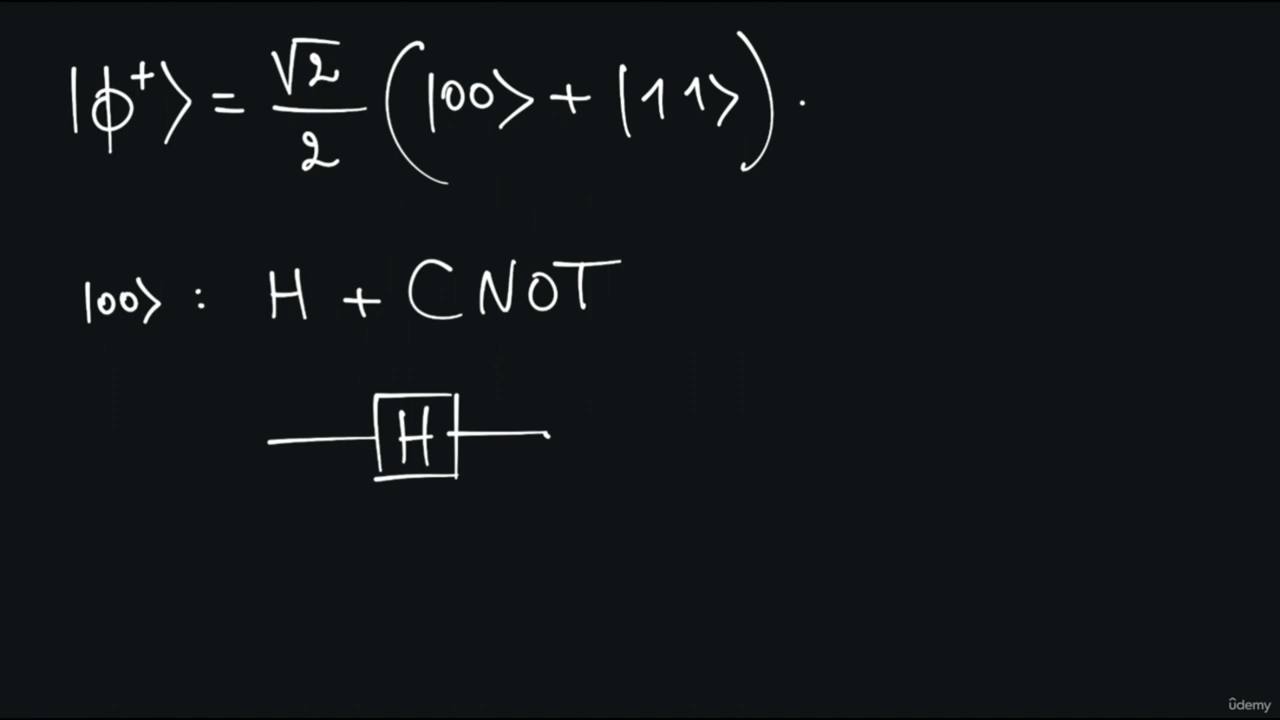 |ϕ⁺⟩ = √2/2 (|00⟩ + |11⟩).
|00⟩ : H + CNOT
H
ûdemy